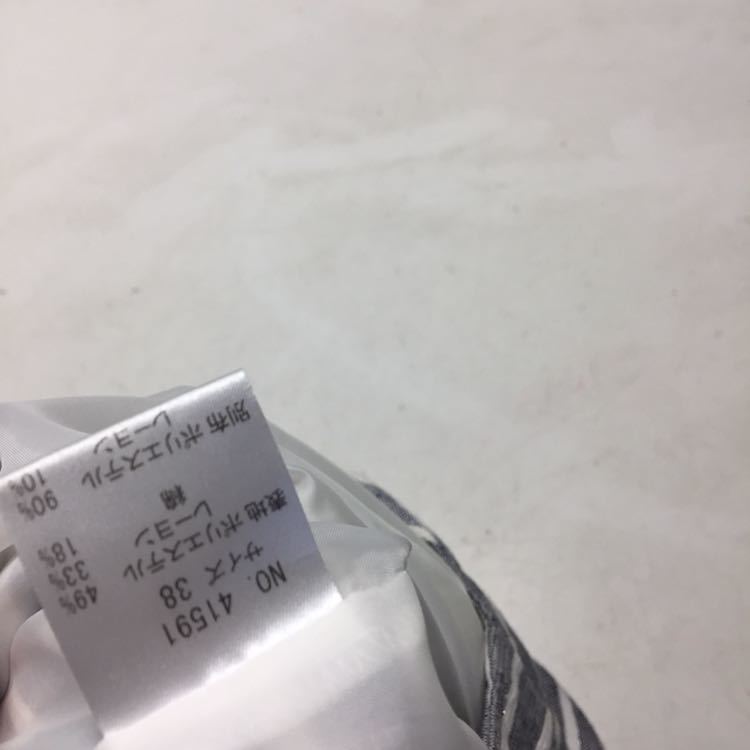 NO. 41591
サイズ 38
表地 ポリエステル 49%
レーヨン 33%
綿 18%
別布 ポリエステル 90%
レーヨン 10%